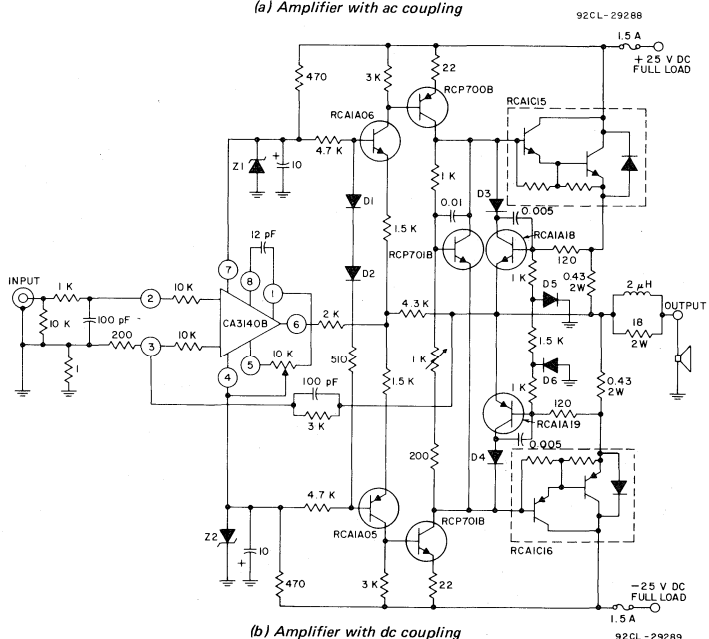 (a) Amplifier with ac coupling
92CL-29288
1.5 A
+25 V DC
FULL LOAD
470
3 K
22
RCP700B
RCA1C15
RCA1A06
Z1
+
10
4.7 K
1 K
D3
D1
0.01
0.005
12 pF
RCA1A18
1.5 K
RCP701B
120
7
8
D2
1 K
0.43
2W
2 μH
INPUT
1 K
2
10 K
1
D5
OUTPUT
4.3 K
10 K
100 pF
CA3140B
6
2 K
18
2W
200
3
10 K
510
1 K
1.5 K
5
10 K
1.5 K
D6
1
4
100 pF
1 K
0.43
2W
3 K
120
RCA1A19
200
0.005
D4
4.7 K
Z2
RCA1A05
RCP701B
+
10
RCA1C16
470
3 K
22
-25 V DC
FULL LOAD
1.5 A
(b) Amplifier with dc coupling
92CL-29289